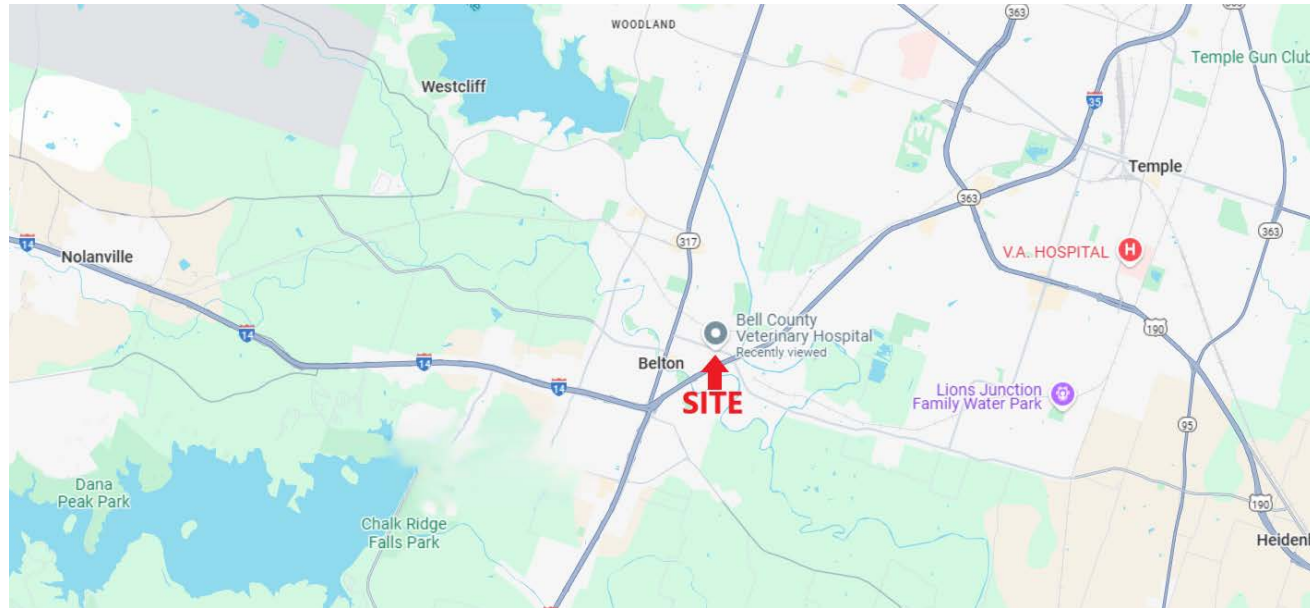 363
WOODLAND
Temple Gun Club
Westcliff
35
Temple
363
363
14
Nolanville
317
V.A. HOSPITAL
H
190
14
Bell County
Veterinary Hospital
Recently viewed
14
Belton
14
SITE
Lions Junction
Family Water Park
95
Dana
Peak Park
190
Chalk Ridge
Falls Park